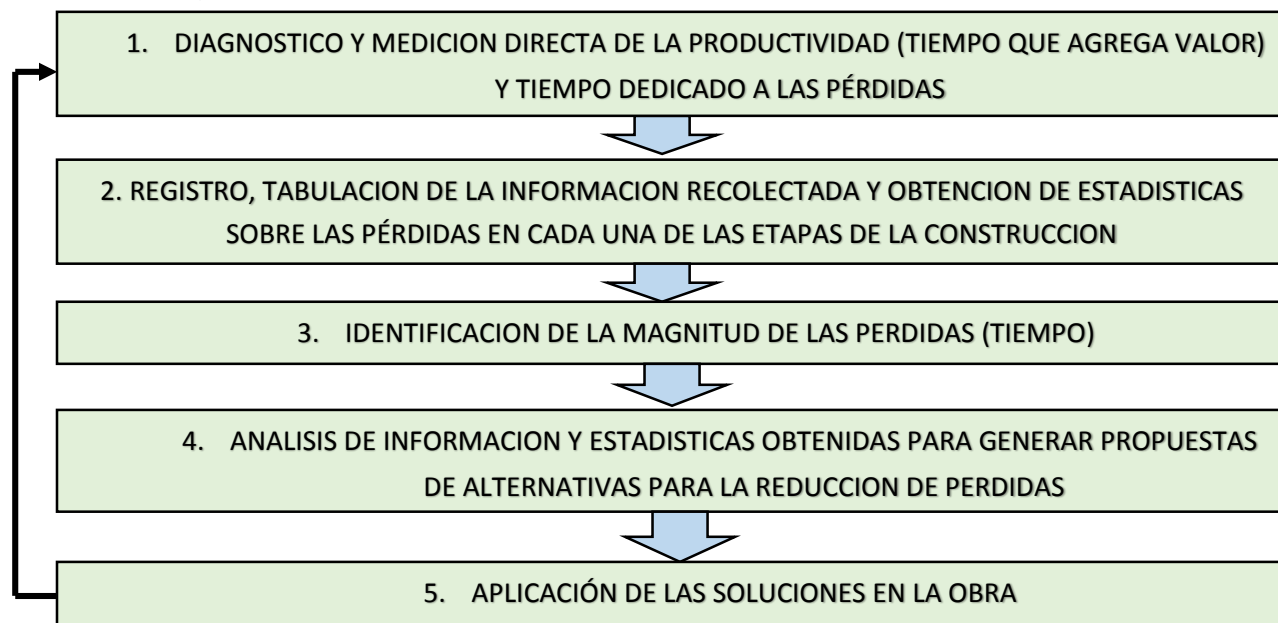 1. DIAGNOSTICO Y MEDICION DIRECTA DE LA PRODUCTIVIDAD (TIEMPO QUE AGREGA VALOR)
Y TIEMPO DEDICADO A LAS PÉRDIDAS
2. REGISTRO, TABULACION DE LA INFORMACION RECOLECTADA Y OBTENCION DE ESTADISTICAS
SOBRE LAS PÉRDIDAS EN CADA UNA DE LAS ETAPAS DE LA CONSTRUCCION
3. IDENTIFICACION DE LA MAGNITUD DE LAS PERDIDAS (TIEMPO)
4. ANALISIS DE INFORMACION Y ESTADISTICAS OBTENIDAS PARA GENERAR PROPUESTAS
DE ALTERNATIVAS PARA LA REDUCCION DE PERDIDAS
5. APLICACIÓN DE LAS SOLUCIONES EN LA OBRA